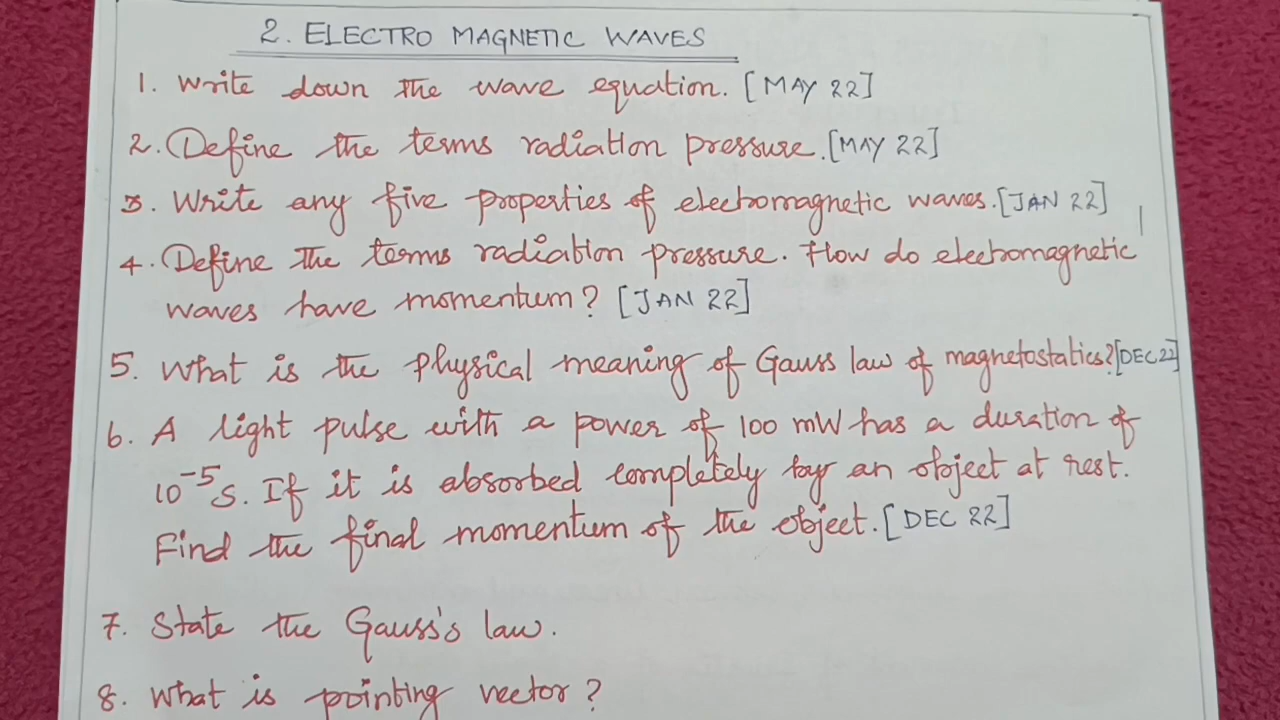 2. ELECTRO MAGNETIC WAVES
1. Write down the wave equation. [MAY 22]
2. Define the terms radiation pressure. [MAY 22]
3. Write any five properties of electromagnetic waves. [JAN 22]
4. Define the terms radiation pressure. How do electromagnetic
waves have momentum? [JAN 22]
5. What is the physical meaning of Gauss law of magnetostatics? [DEC 22]
6. A light pulse with a power of 100 mW has a duration of
10⁻⁵s. If it is absorbed completely by an object at rest.
Find the final momentum of the object. [DEC 22]
7. State the Gauss's law.
8. What is pointing vector?